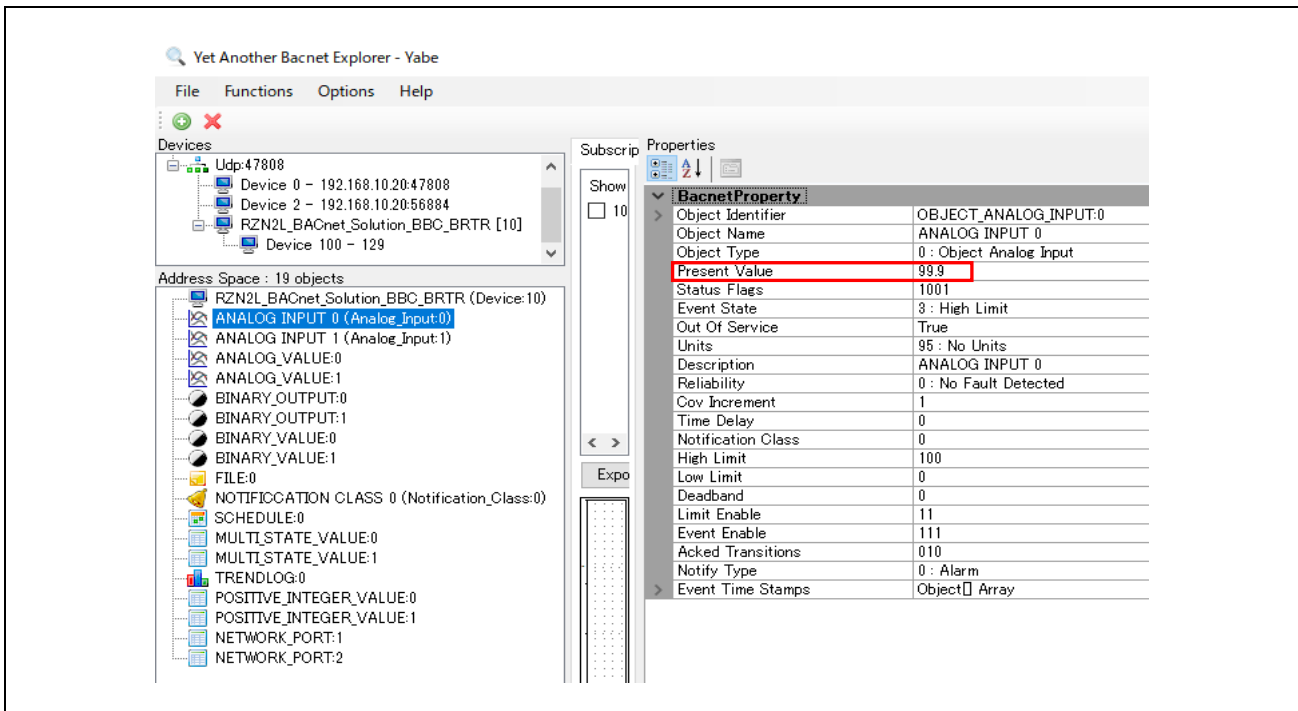 Yet Another Bacnet Explorer - Yabe
File Functions Options Help
Devices
Udp:47808
Device 0 - 192.168.10.20:47808
Device 2 - 192.168.10.20:56884
RZN2L_BACnet_Solution_BBC_BRTR [10]
Device 100 - 129
Address Space : 19 objects
RZN2L_BACnet_Solution_BBC_BRTR (Device:10)
ANALOG INPUT 0 (Analog_Input:0)
ANALOG INPUT 1 (Analog_Input:1)
ANALOG_VALUE:0
ANALOG_VALUE:1
BINARY_OUTPUT:0
BINARY_OUTPUT:1
BINARY_VALUE:0
BINARY_VALUE:1
FILE:0
NOTIFICCATION CLASS 0 (Notification_Class:0)
SCHEDULE:0
MULTI_STATE_VALUE:0
MULTI_STATE_VALUE:1
TRENDLOG:0
POSITIVE_INTEGER_VALUE:0
POSITIVE_INTEGER_VALUE:1
NETWORK_PORT:1
NETWORK_PORT:2
Subscrip
Show
10
Expo
Properties
BacnetProperty
Object Identifier OBJECT_ANALOG_INPUT:0
Object Name ANALOG INPUT 0
Object Type 0 : Object Analog Input
Present Value 99.9
Status Flags 1001
Event State 3 : High Limit
Out Of Service True
Units 95 : No Units
Description ANALOG INPUT 0
Reliability 0 : No Fault Detected
Cov Increment 1
Time Delay 0
Notification Class 0
High Limit 100
Low Limit 0
Deadband 0
Limit Enable 11
Event Enable 111
Acked Transitions 010
Notify Type 0 : Alarm
Event Time Stamps Object[] Array